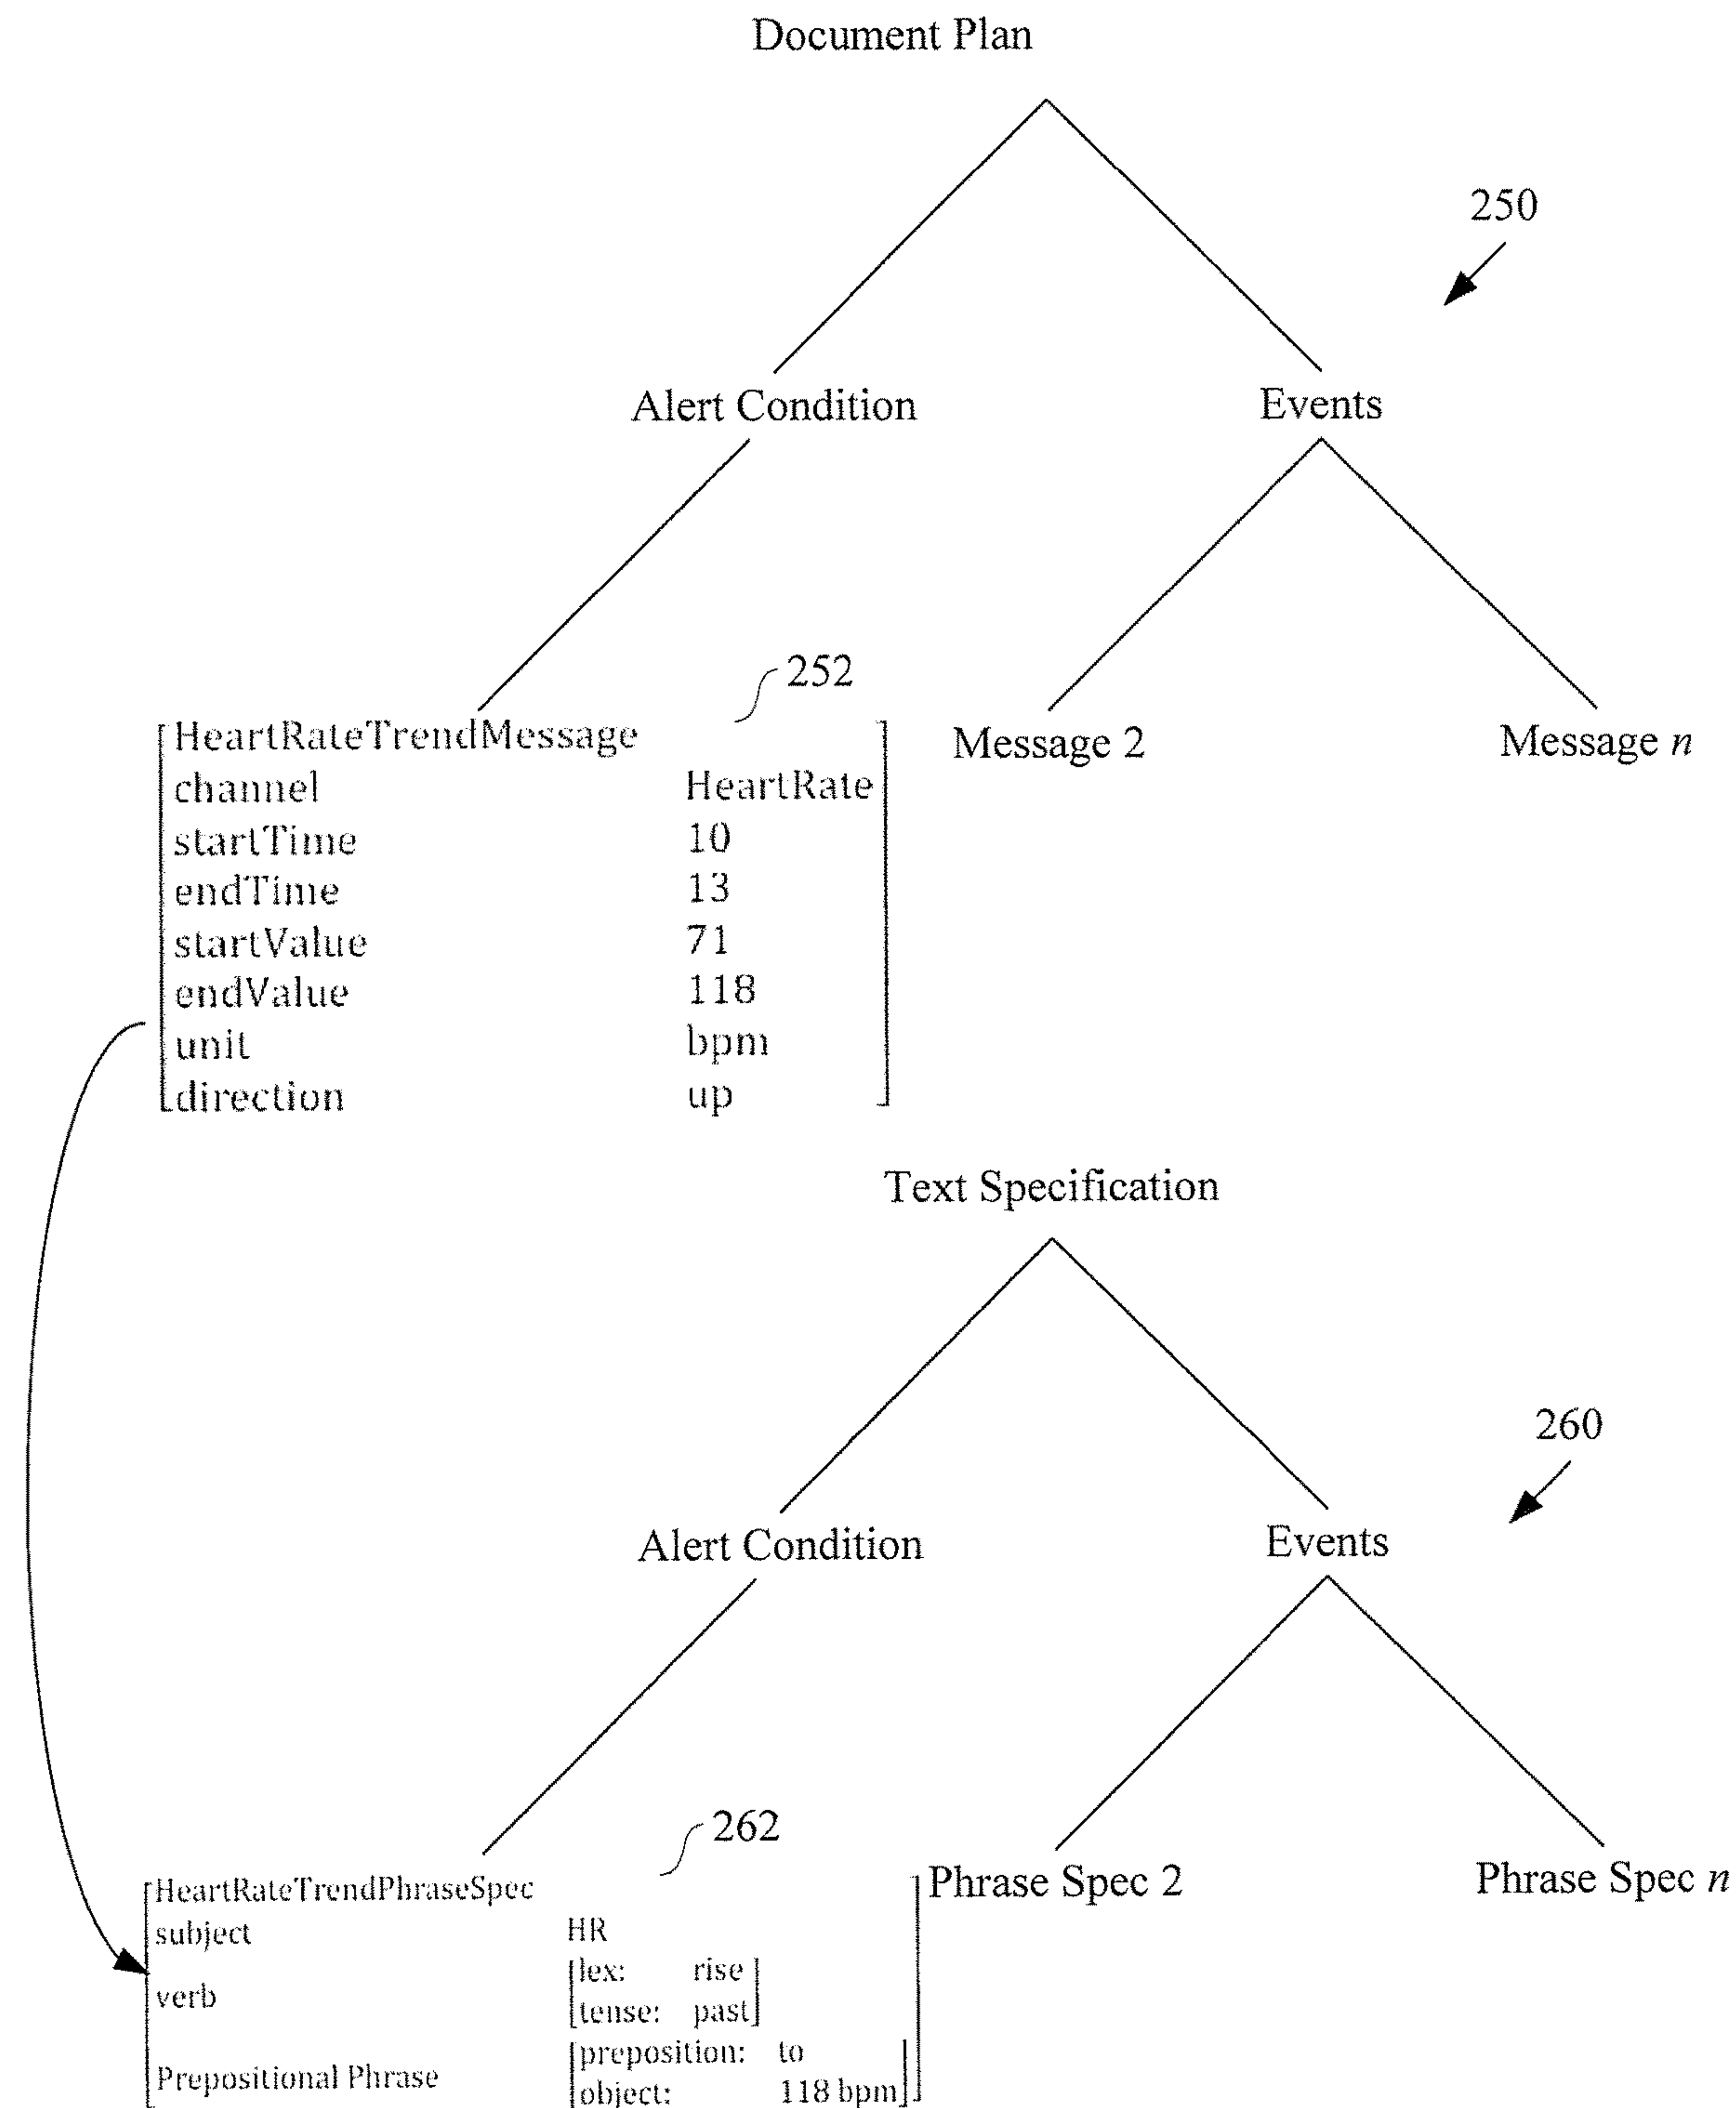 Document Plan
250
Alert Condition Events
252
HeartRateTrendMessage Message 2 Message n
channel HeartRate
startTime 10
endTime 13
startValue 71
endValue 118
unit bpm
direction up
Text Specification
260
Alert Condition Events
262
HeartRateTrendPhraseSpec Phrase Spec 2 Phrase Spec n
subject HR
lex: rise
verb
tense: past
preposition: to
Prepositional Phrase
object: 118 bpm